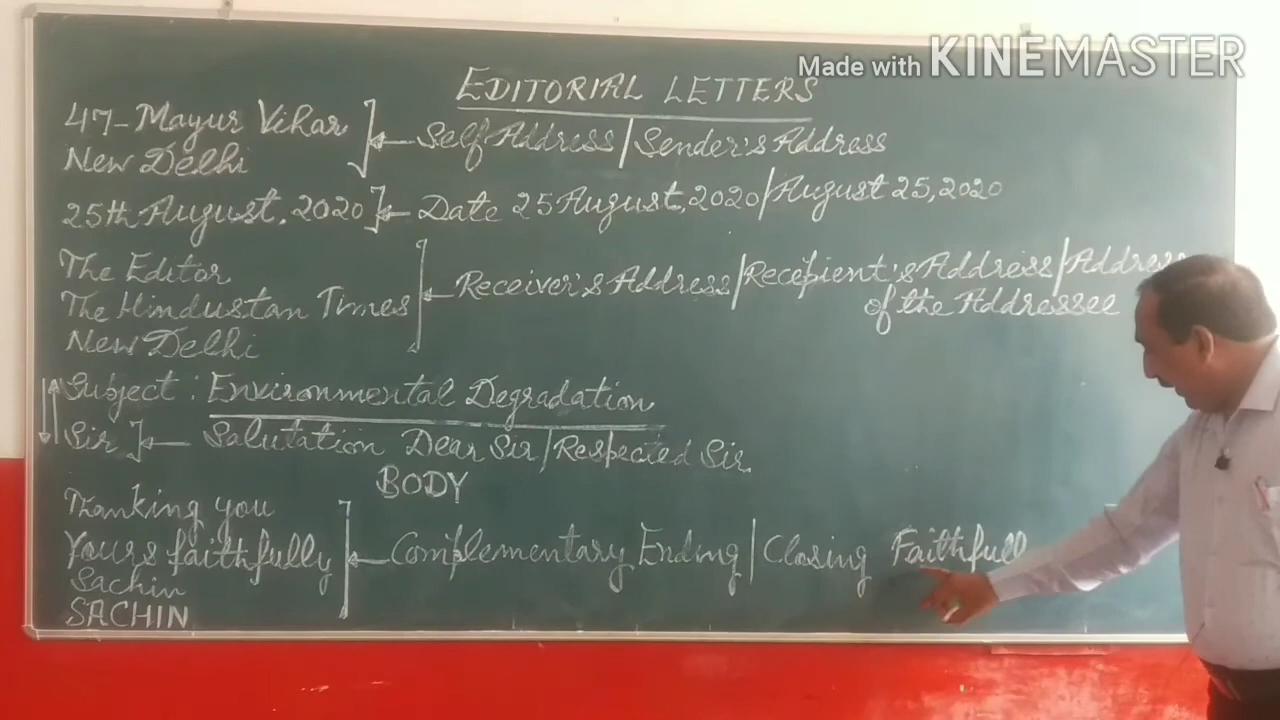 Made with KINEMASTER
EDITORIAL LETTERS
47-Mayur Vihar
New Delhi
Self Address/Sender's Address
25th August, 2020
Date 25 August, 2020/August 25, 2020
The Editor
The Hindustan Times
New Delhi
Receiver's Address/Recepient's Address/Address
of the Addressee
Subject: Environmental Degradation
Sir
Salutation Dear Sir/Respected Sir
BODY
Thanking you
Yours faithfully
Sachin
SACHIN
Complementary Ending/Closing Faithfull